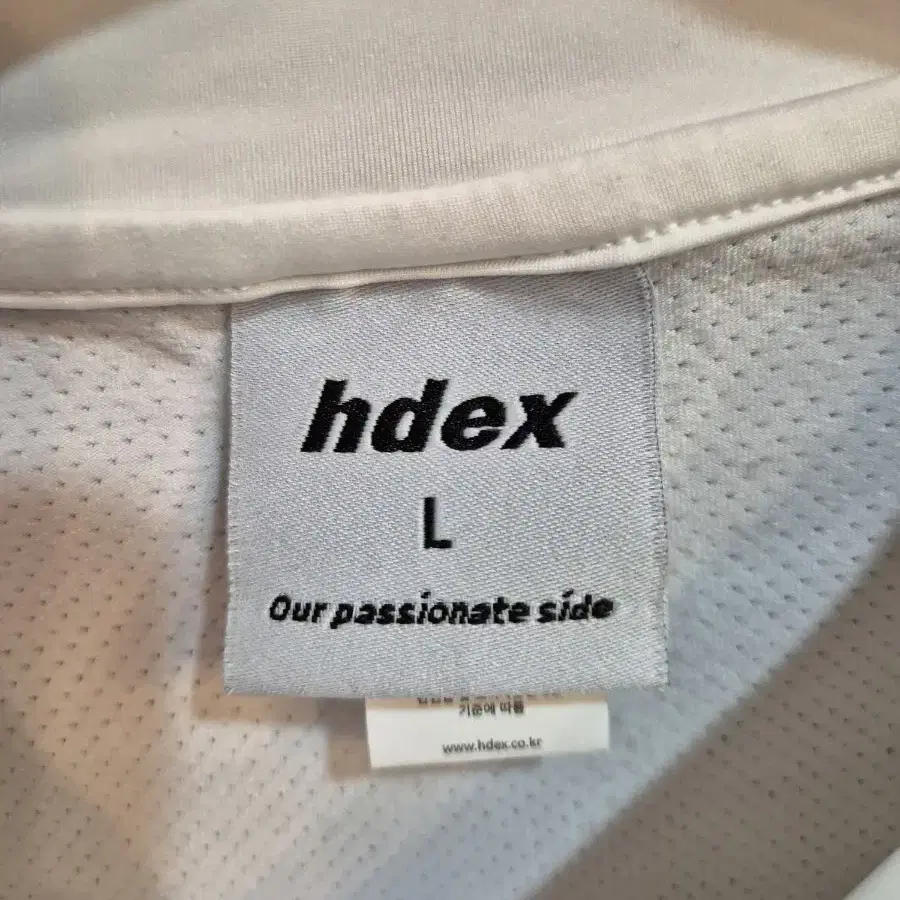 hdex
L
Our passionate side
기준에 따름
www.hdex.co.kr